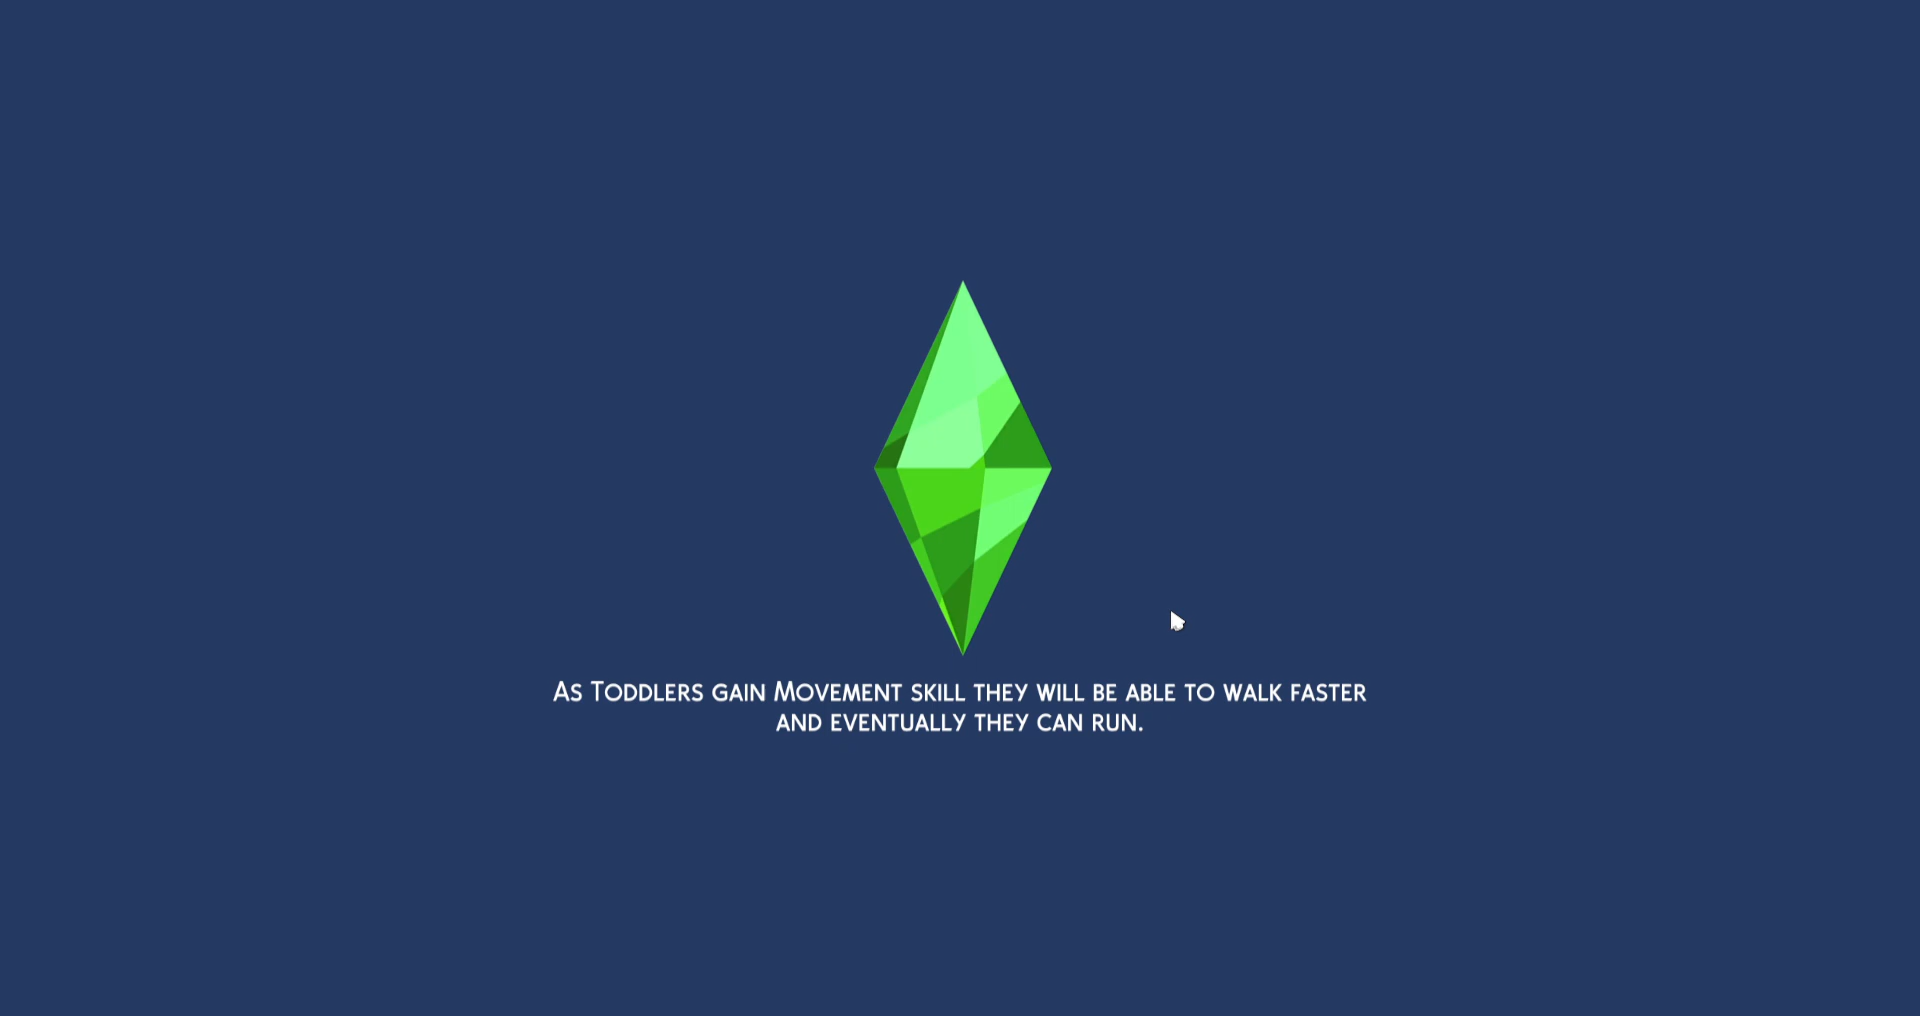 As Toddlers gain Movement skill they will be able to walk faster
and eventually they can run.